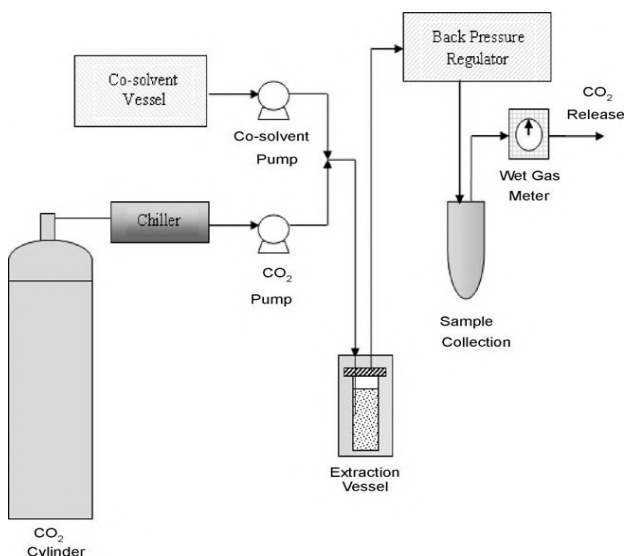 Co-solvent
Vessel
Co-solvent
Pump
Back Pressure
Regulator
CO₂
Release
Wet Gas
Meter
Chiller
CO₂
Pump
Sample
Collection
Extraction
Vessel
CO₂
Cylinder